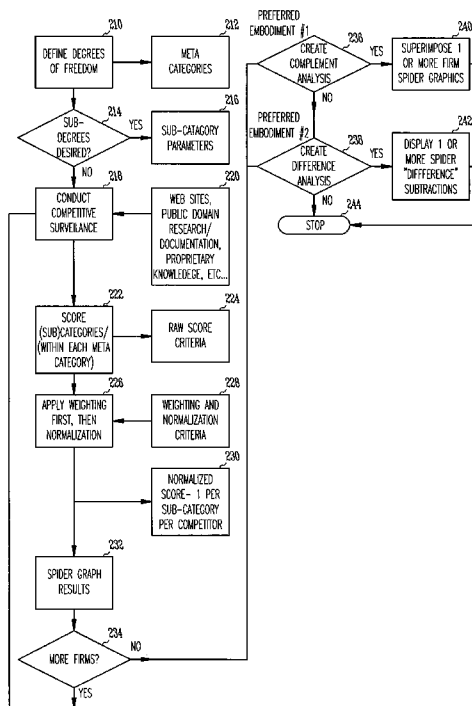 210
DEFINE DEGREES
OF FREEDOM
212
META
CATEGORIES
214
SUB-
DEGREES
DESIRED?
YES
NO
216
SUB-CATAGORY
PARAMETERS
218
CONDUCT
COMPETITIVE
SURVEILANCE
220
WEB SITES,
PUBLIC DOMAIN
RESEARCH/
DOCUMENTATION,
PROPRIETARY
KNOWLEDEGE, ETC...
222
SCORE
(SUB)CATEGORIES/
(WITHIN EACH META
CATEGORY)
224
RAW SCORE
CRITERIA
226
APPLY WEIGHTING
FIRST, THEN
NORMALIZATION
228
WEIGHTING AND
NORMALIZATION
CRITERIA
230
NORMALIZED
SCORE- 1 PER
SUB-CATEGORY
PER COMPETITOR
232
SPIDER GRAPH
RESULTS
234
MORE FIRMS?
NO
YES
PREFERRED
EMBODIMENT #1
236
CREATE
COMPLEMENT
ANALYSIS
YES
NO
240
SUPERIMPOSE 1
OR MORE FIRM
SPIDER GRAPHICS
PREFERRED
EMBODIMENT #2
238
CREATE
DIFFERENCE
ANALYSIS
YES
NO
242
DISPLAY 1 OR
MORE SPIDER
"DIFFFERENCE"
SUBTRACTIONS
244
STOP